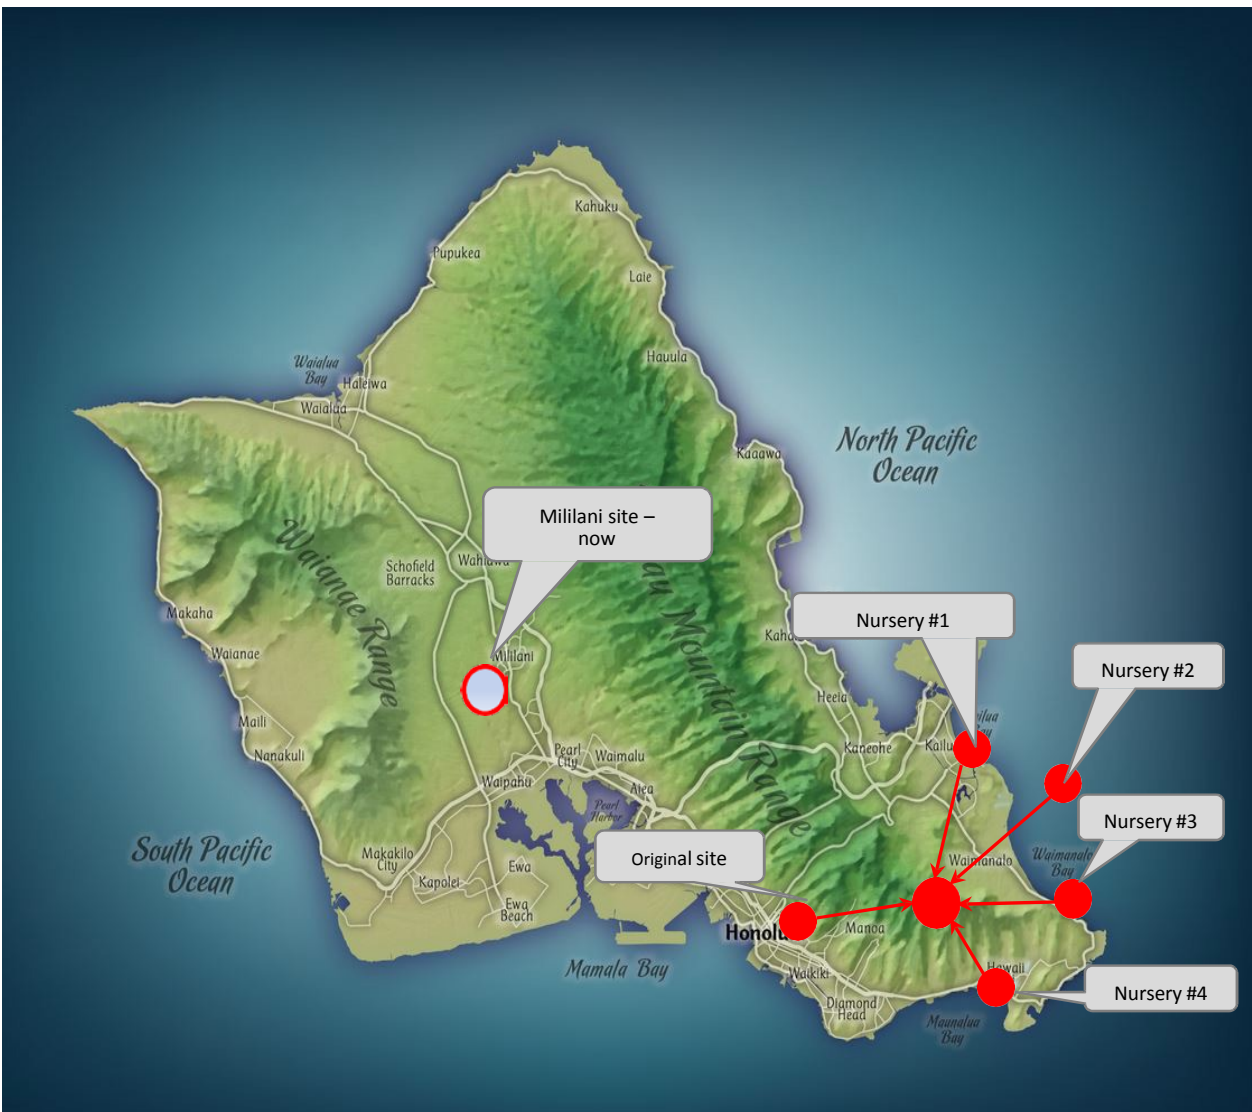 Kahuku
Pupukea
Laie
Waialua
Bay
Haleiwa
Hauula
Waialua
North Pacific
Ocean
Kaaawa
Mililani site –
now
Schofield
Barracks
Waiange Range
Mountain Range
Makaha
Nursery #1
Waianae
Mililani
Nursery #2
Heeia
Maili
Kaneohe
Nanakuli
Pearl
City
Waimalu
Waipahu
Aiea
Pearl
Harbor
Nursery #3
South Pacific
Ocean
Makakilo
City
Original site
Ewa
Waimanalo
Waimanalo
Bay
Kapolei
Ewa
Beach
Manoa
Mamala Bay
Waikiki
Hawaii
Diamond
Head
Nursery #4
Maunalua
Bay